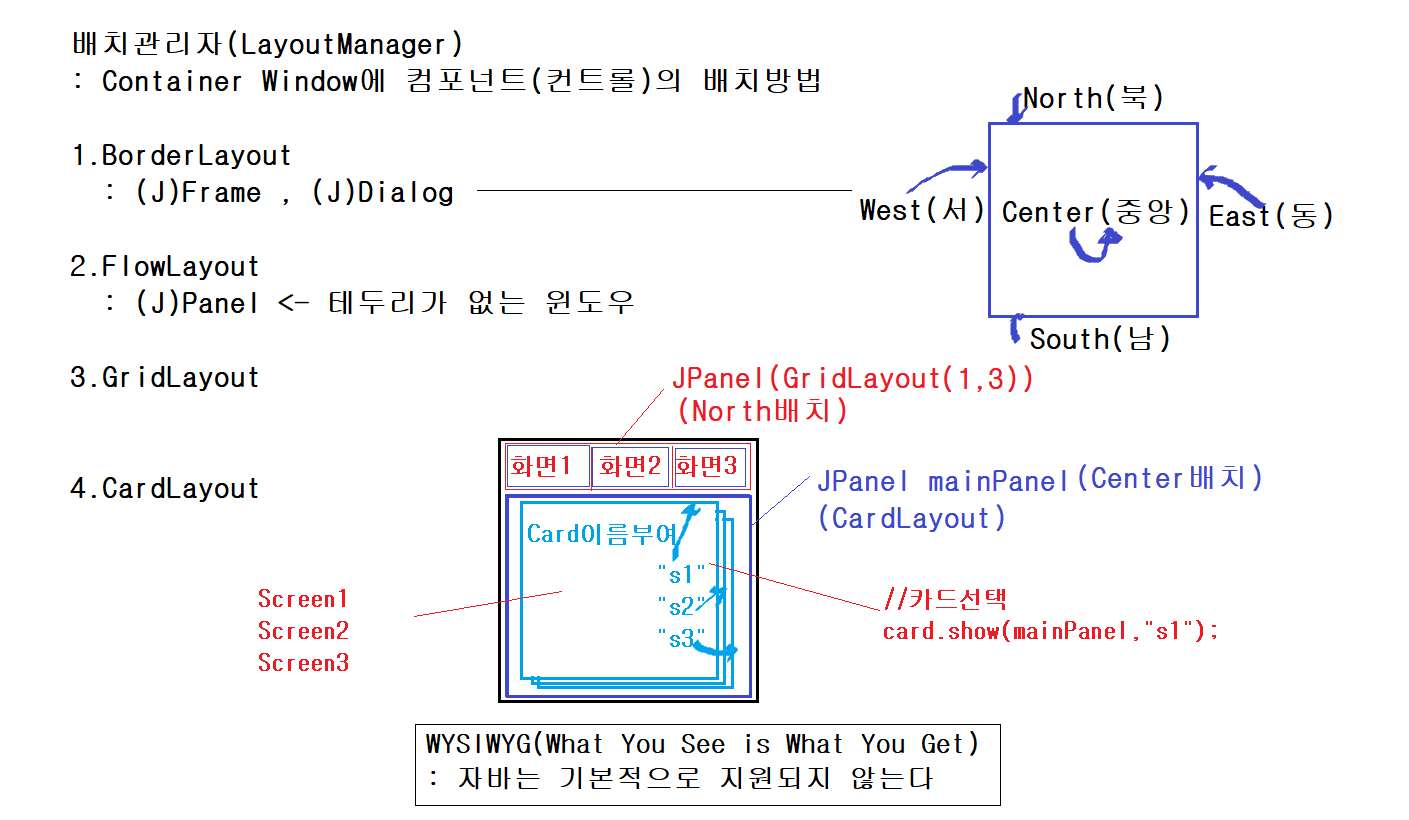 배치관리자(LayoutManager)
: Container Window에 컴포넌트(컨트롤)의 배치방법
North(북)
1.BorderLayout
: (J)Frame , (J)Dialog
West(서)
Center(중앙)
East(동)
2.FlowLayout
: (J)Panel <- 테두리가 없는 윈도우
South(남)
3.GridLayout
JPanel(GridLayout(1,3))
(North배치)
화면1
화면2
화면3
4.CardLayout
JPanel mainPanel(Center배치)
(CardLayout)
Card이름부여
"s1"
"s2"
"s3"
Screen1
Screen2
Screen3
//카드선택
card.show(mainPanel,"s1");
WYSIWYG(What You See is What You Get)
: 자바는 기본적으로 지원되지 않는다